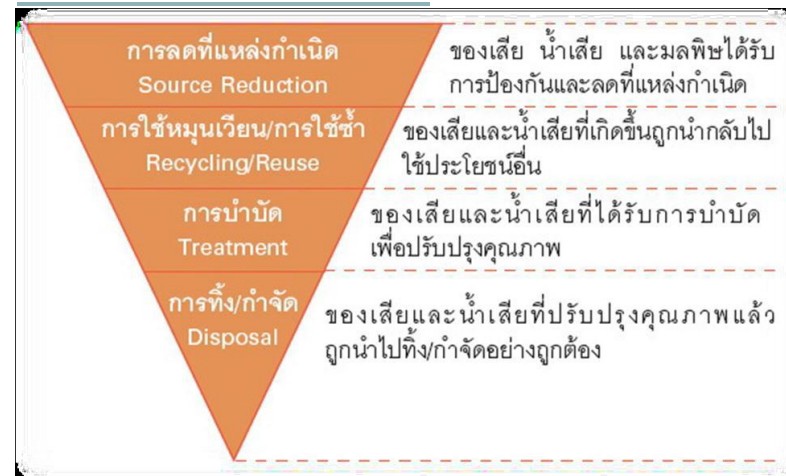 การลดที่แหล่งกำเนิด
Source Reduction
ของเสีย น้ำเสีย และมลพิษได้รับ
การป้องกันและลดที่แหล่งกำเนิด
การใช้หมุนเวียน/การใช้ซ้ำ
Recycling/Reuse
ของเสียและน้ำเสียที่เกิดขึ้นถูกนำกลับไป
ใช้ประโยชน์อื่น
การบำบัด
Treatment
ของเสียและน้ำเสียที่ได้รับการบำบัด
เพื่อปรับปรุงคุณภาพ
การทิ้ง/กำจัด
Disposal
ของเสียและน้ำเสียที่ปรับปรุงคุณภาพแล้ว
ถูกนำไปทิ้ง/กำจัดอย่างถูกต้อง